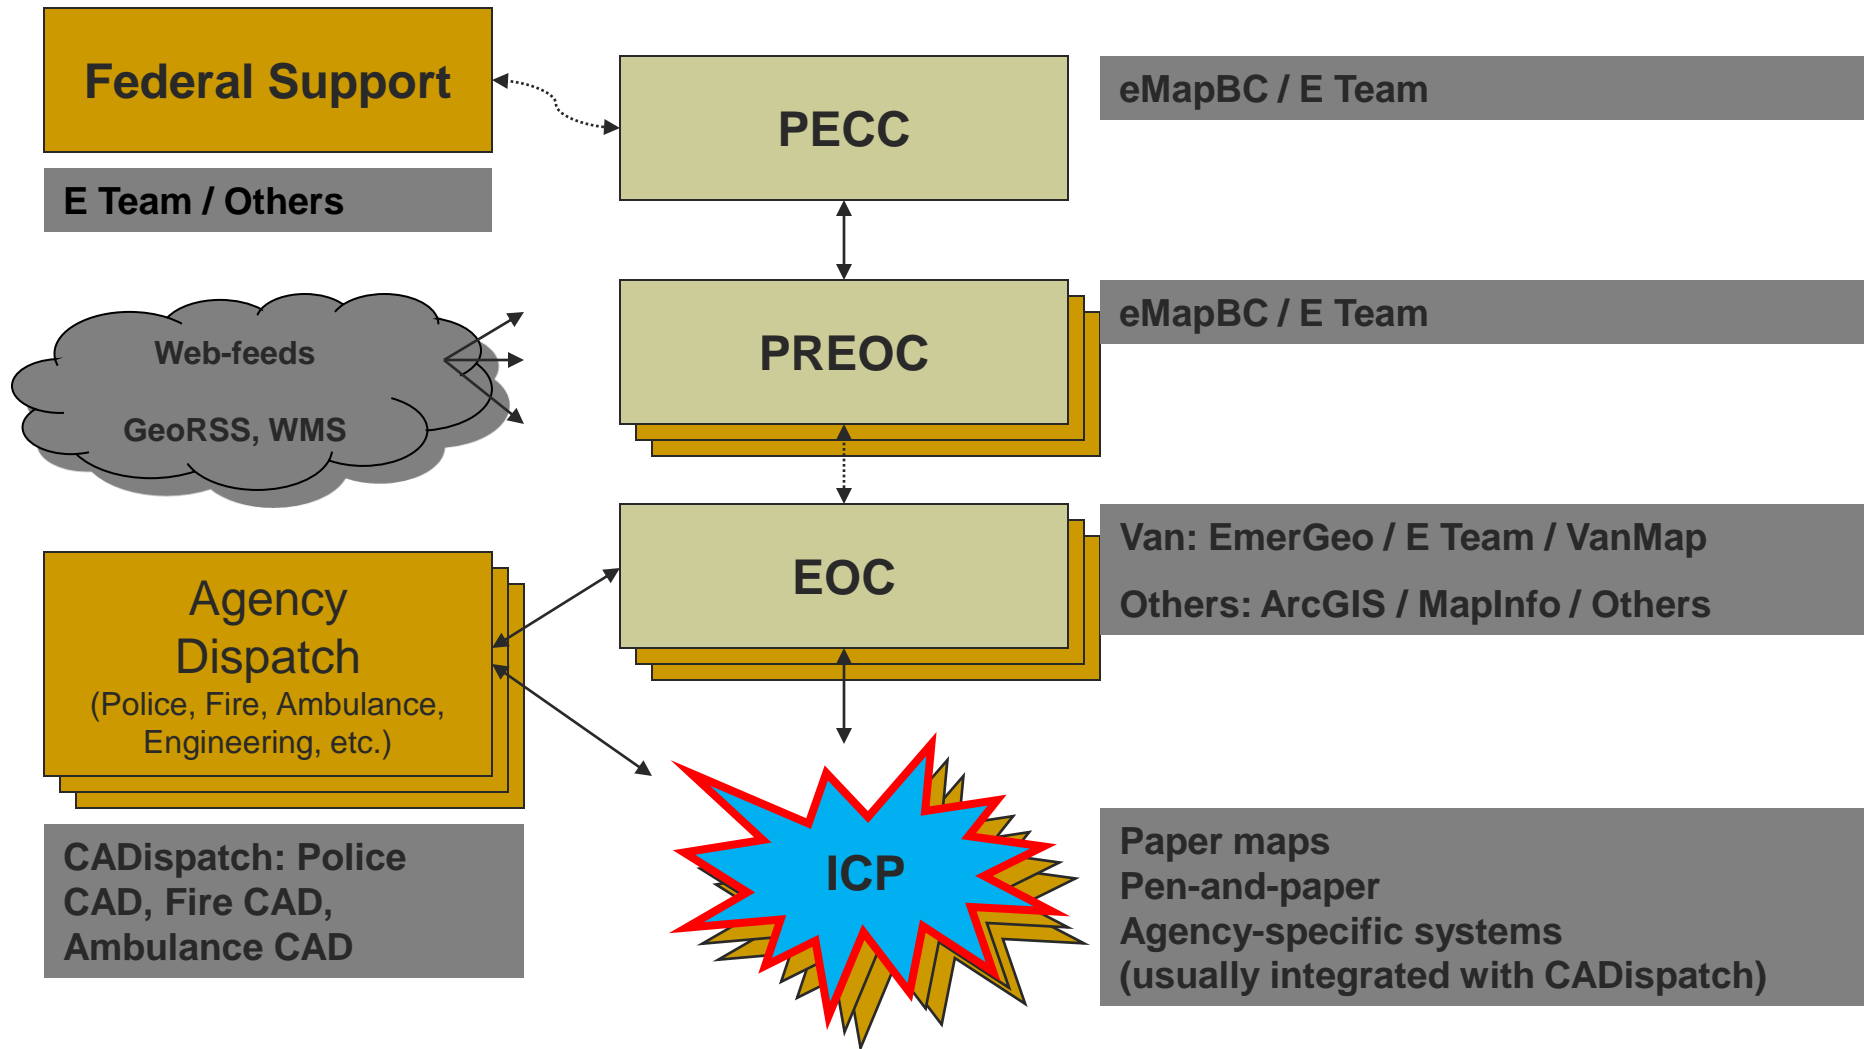 Federal Support
E Team / Others
PECC
eMapBC / E Team
Web-feeds
GeoRSS, WMS
PREOC
eMapBC / E Team
EOC
Van: EmerGeo / E Team / VanMap
Others: ArcGIS / MapInfo / Others
Agency
Dispatch
(Police, Fire, Ambulance,
Engineering, etc.)
CADispatch: Police
CAD, Fire CAD,
Ambulance CAD
ICP
Paper maps
Pen-and-paper
Agency-specific systems
(usually integrated with CADispatch)